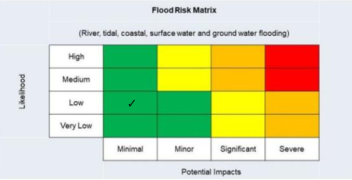 Flood Risk Matrix
(River, tidal, coastal, surface water and ground water flooding)
Likelihood
High
Medium
Low ✓
Very Low
Minimal Minor Significant Severe
Potential Impacts